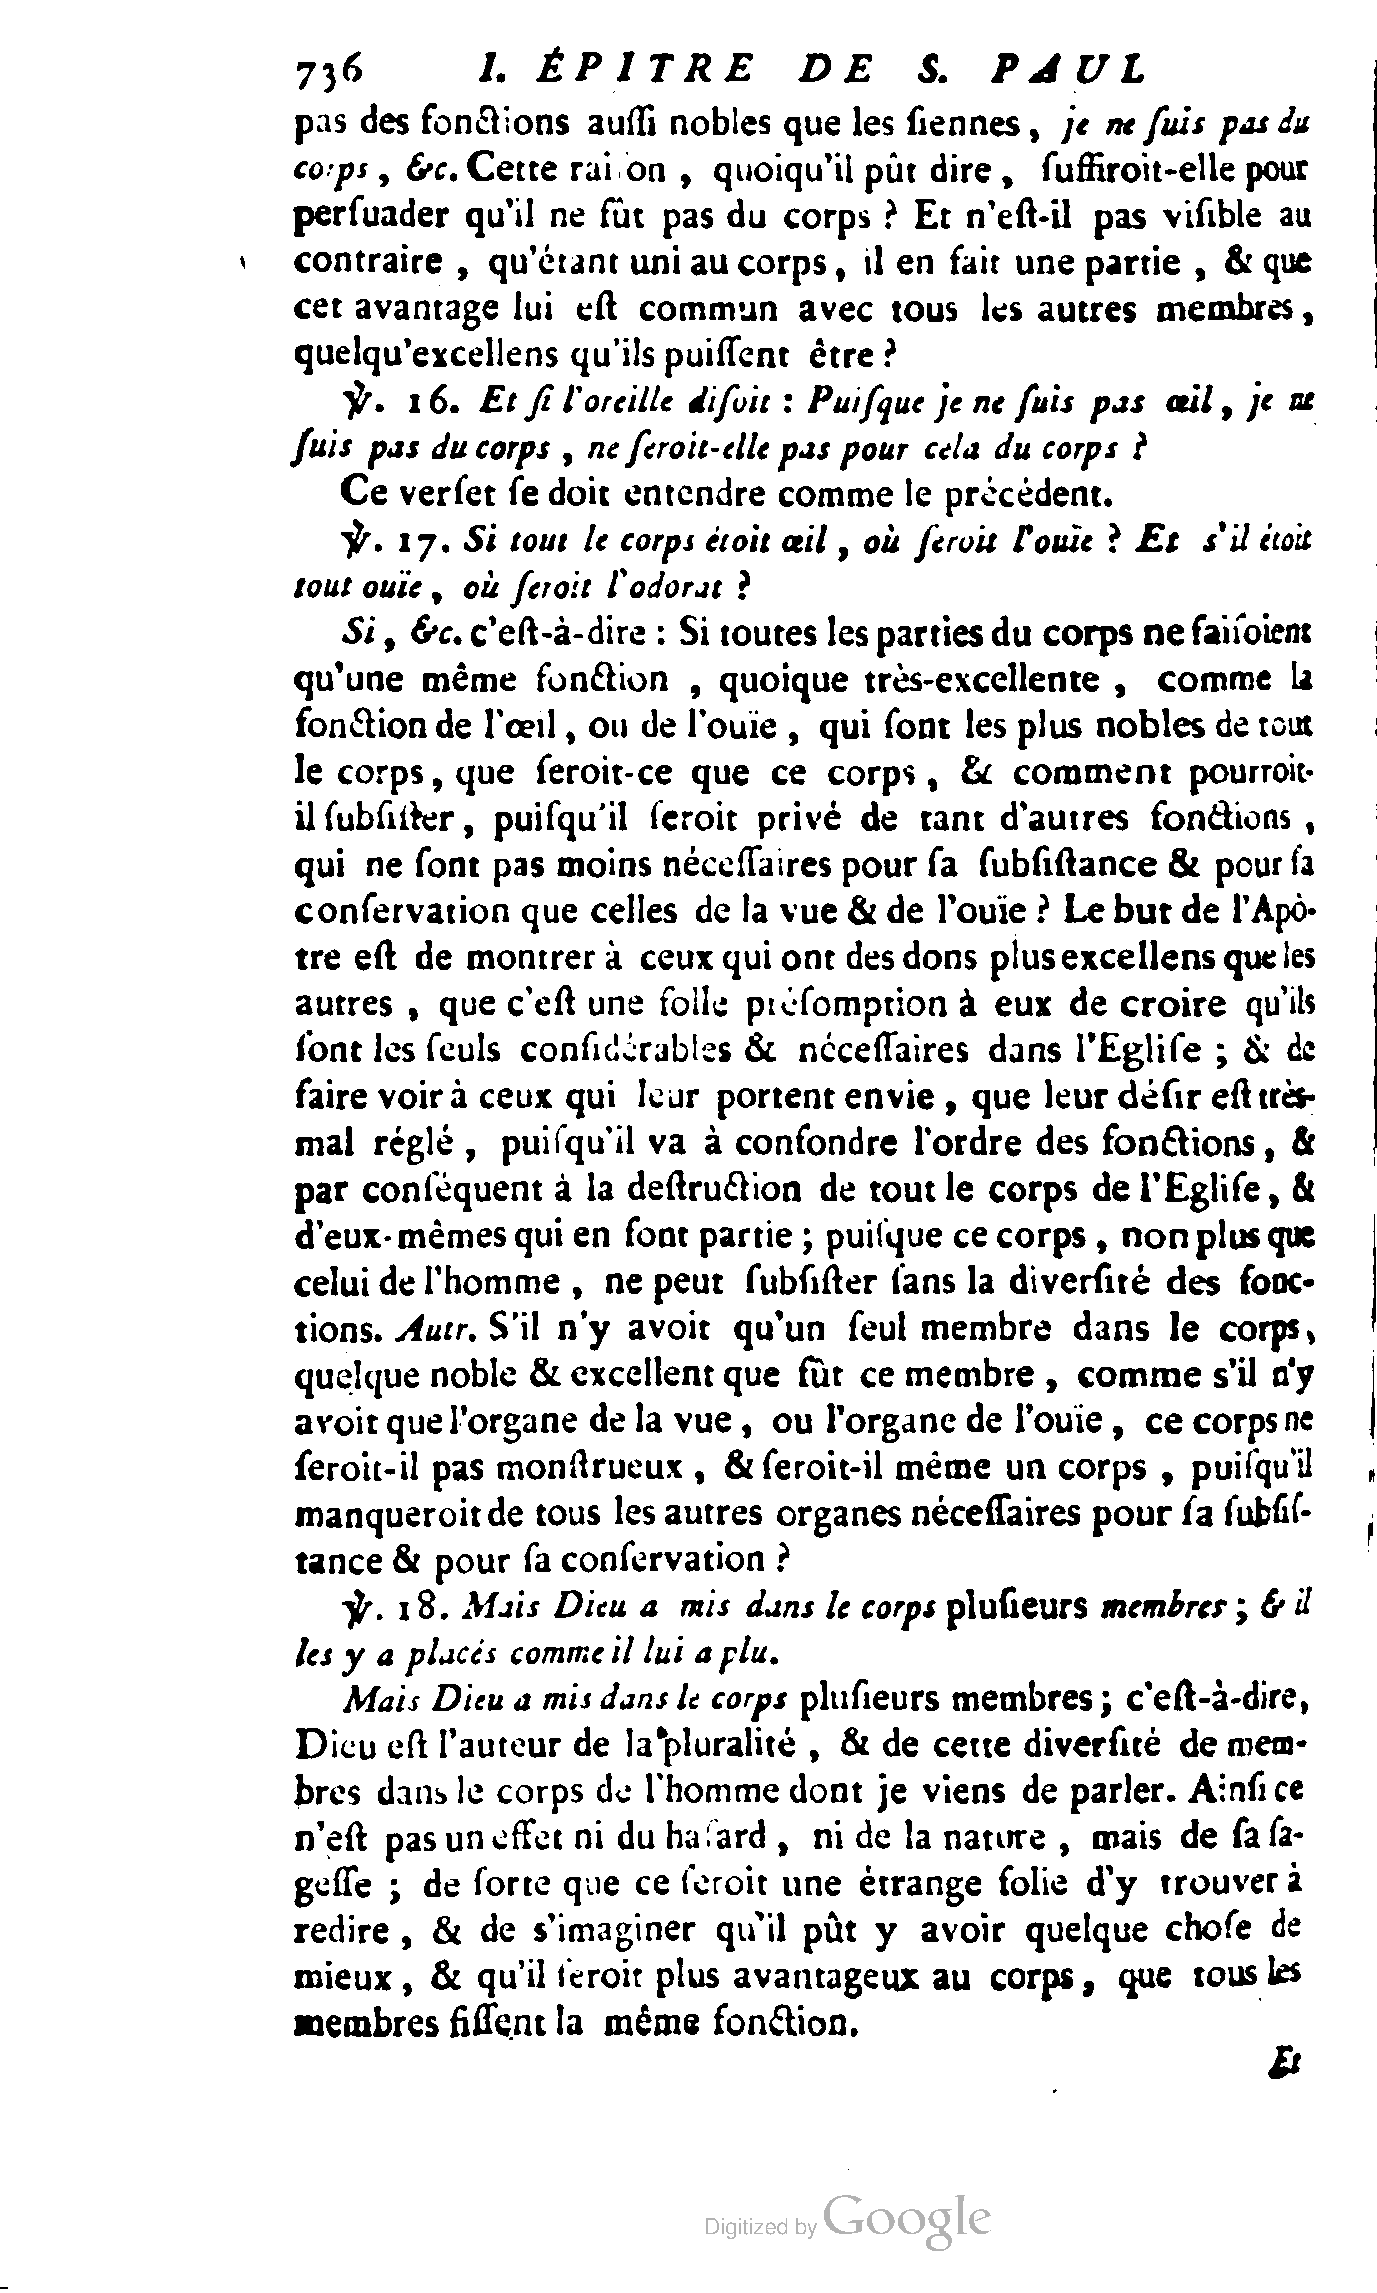 736 I. ÉPITRE DE S. PAUL
pas des fonctions auſſi nobles que les ſiennes, je ne ſuis pas du
corps, &c. Cette raiſon, quoiqu'il pût dire, ſuffiroit-elle pour
perſuader qu'il ne fût pas du corps ? Et n'eſt-il pas viſible au
contraire, qu'étant uni au corps, il en fait une partie, & que
cet avantage lui eſt commun avec tous les autres membres,
quelqu'excellens qu'ils puiſſent être ?
℣. 16. Et ſi l'oreille diſoit : Puiſque je ne ſuis pas œil, je ne
ſuis pas du corps, ne ſeroit-elle pas pour cela du corps ?
Ce verſet ſe doit entendre comme le précédent.
℣. 17. Si tout le corps étoit œil, où ſeroit l'ouïe ? Et s'il étoit
tout ouïe, où ſeroit l'odorat ?
Si, &c. c'eſt-à-dire : Si toutes les parties du corps ne faiſoient
qu'une même fonction, quoique très-excellente, comme la
fonction de l'œil, ou de l'ouïe, qui ſont les plus nobles de tout
le corps, que ſeroit-ce que ce corps, & comment pourroit-
il ſubſiſter, puiſqu'il ſeroit privé de tant d'autres fonctions,
qui ne ſont pas moins néceſſaires pour ſa ſubſiſtance & pour ſa
conſervation que celles de la vue & de l'ouïe ? Le but de l'Apô-
tre eſt de montrer à ceux qui ont des dons plus excellens que les
autres, que c'eſt une folle préſomption à eux de croire qu'ils
ſont les ſeuls conſidérables & néceſſaires dans l'Egliſe ; & de
faire voir à ceux qui leur portent envie, que leur déſir eſt très-
mal réglé, puiſqu'il va à confondre l'ordre des fonctions, &
par conſéquent à la deſtruction de tout le corps de l'Egliſe, &
d'eux-mêmes qui en font partie ; puiſque ce corps, non plus que
celui de l'homme, ne peut ſubſiſter ſans la diverſité des fonc-
tions. Autr. S'il n'y avoit qu'un ſeul membre dans le corps,
quelque noble & excellent que fût ce membre, comme s'il n'y
avoit que l'organe de la vue, ou l'organe de l'ouïe, ce corps ne
ſeroit-il pas monſtrueux, & ſeroit-il même un corps, puiſqu'il
manqueroit de tous les autres organes néceſſaires pour ſa ſubſiſ-
tance & pour ſa conſervation ?
℣. 18. Mais Dieu a mis dans le corps pluſieurs membres ; & il
les y a placés comme il lui a plu.
Mais Dieu a mis dans le corps pluſieurs membres ; c'eſt-à-dire,
Dieu eſt l'auteur de la pluralité, & de cette diverſité de mem-
bres dans le corps de l'homme dont je viens de parler. Ainſi ce
n'eſt pas un effet ni du haſard, ni de la nature, mais de ſa ſa-
geſſe ; de ſorte que ce ſeroit une étrange folie d'y trouver à
redire, & de s'imaginer qu'il pût y avoir quelque choſe de
mieux, & qu'il ſeroit plus avantageux au corps, que tous les
membres fiſſent la même fonction.
Et
Digitized by Google